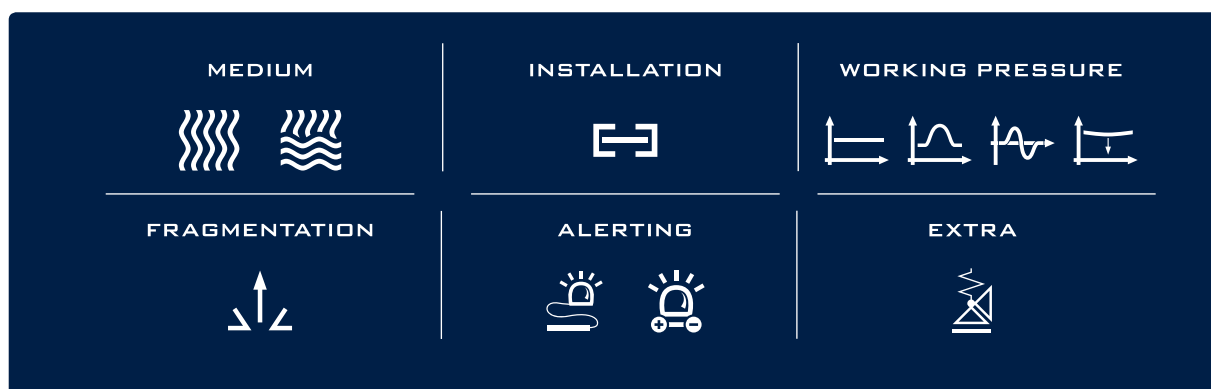 MEDIUM
INSTALLATION
WORKING PRESSURE
FRAGMENTATION
ALERTING
EXTRA